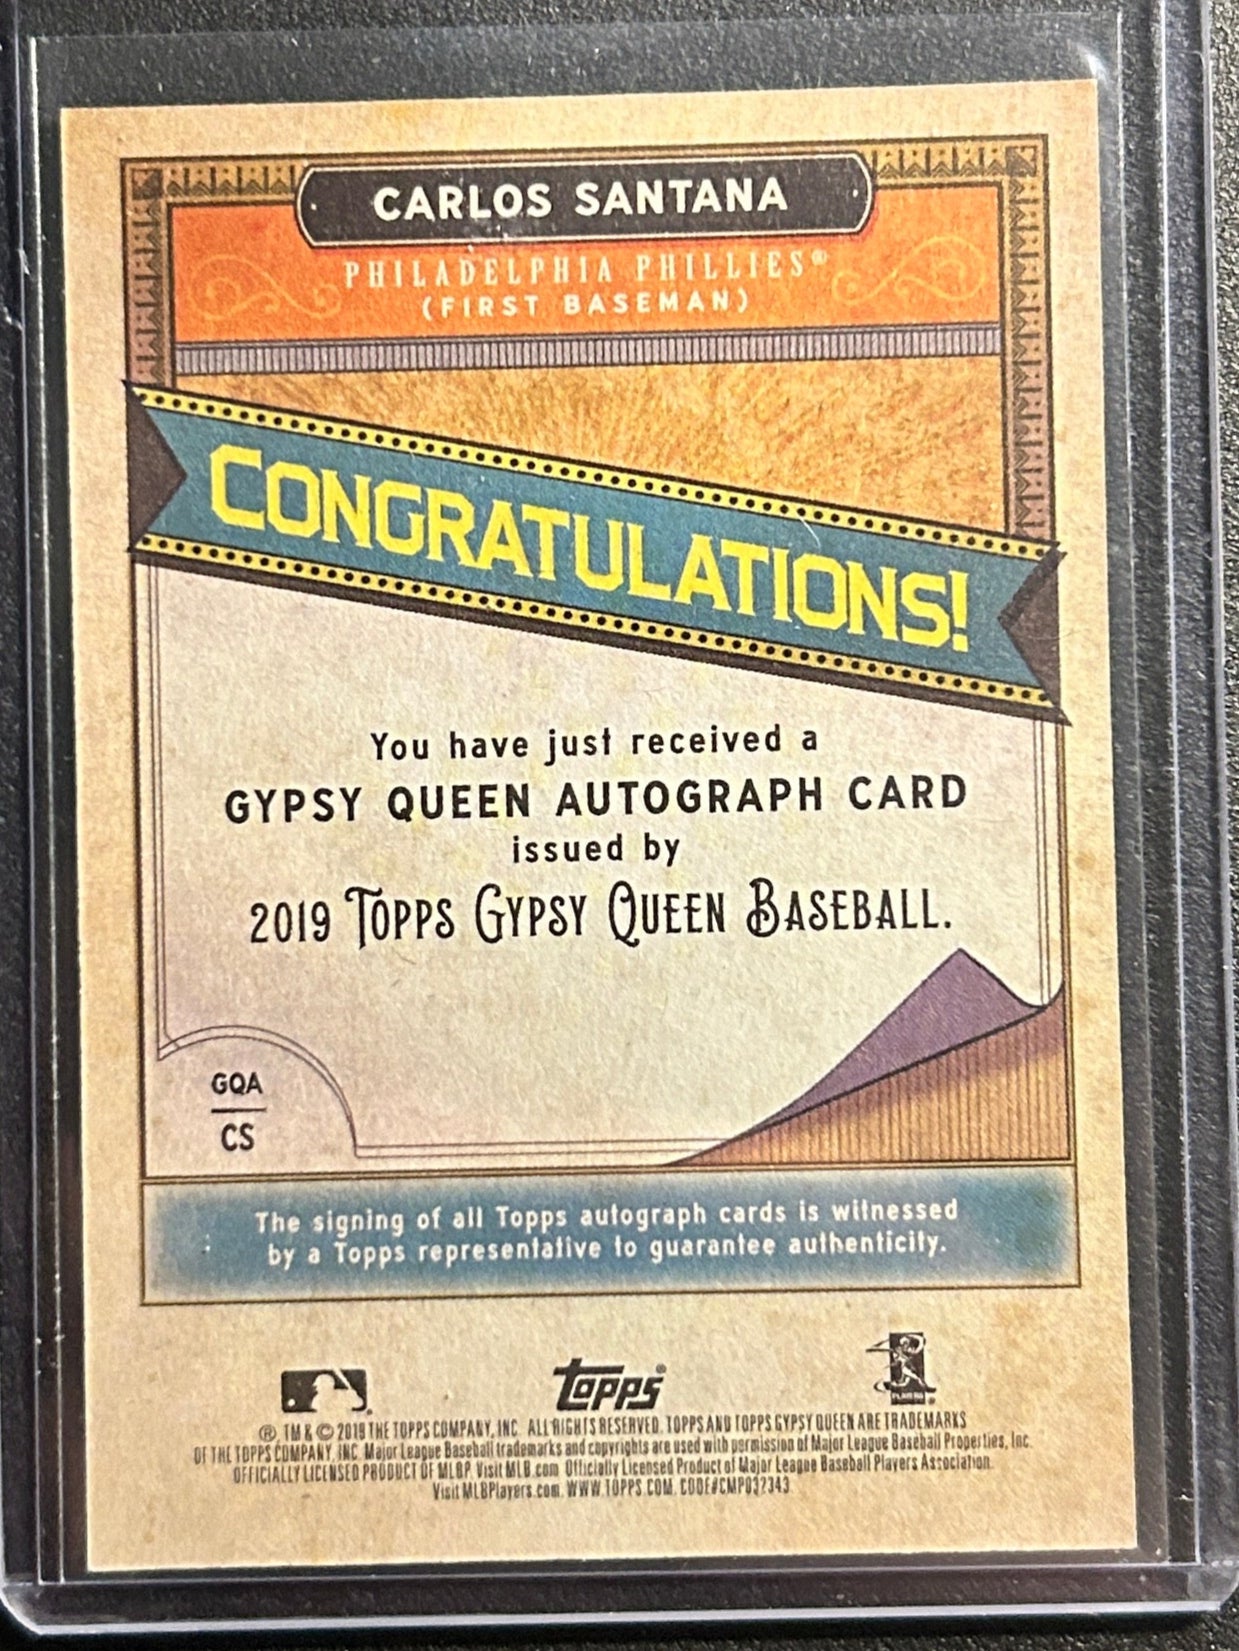 CARLOS SANTANA
PHILADELPHIA PHILLIES®
(FIRST BASEMAN)
CONGRATULATIONS!
You have just received a
GYPSY QUEEN AUTOGRAPH CARD
issued by
2019 TOPPS GYPSY QUEEN BASEBALL.
GQA
CS
The signing of all Topps autograph cards is witnessed
by a Topps representative to guarantee authenticity.
topps®
PLAYERS
®, TM & © 2019 THE TOPPS COMPANY, INC. ALL RIGHTS RESERVED. TOPPS AND TOPPS GYPSY QUEEN ARE TRADEMARKS
OF THE TOPPS COMPANY, INC. Major League Baseball trademarks and copyrights are used with permission of Major League Baseball Properties, Inc.
OFFICIALLY LICENSED PRODUCT OF MLBP. Visit MLB.com. Officially Licensed Product of Major League Baseball Players Association.
Visit MLBPlayers.com. WWW.TOPPS.COM. CODE#CMP032343